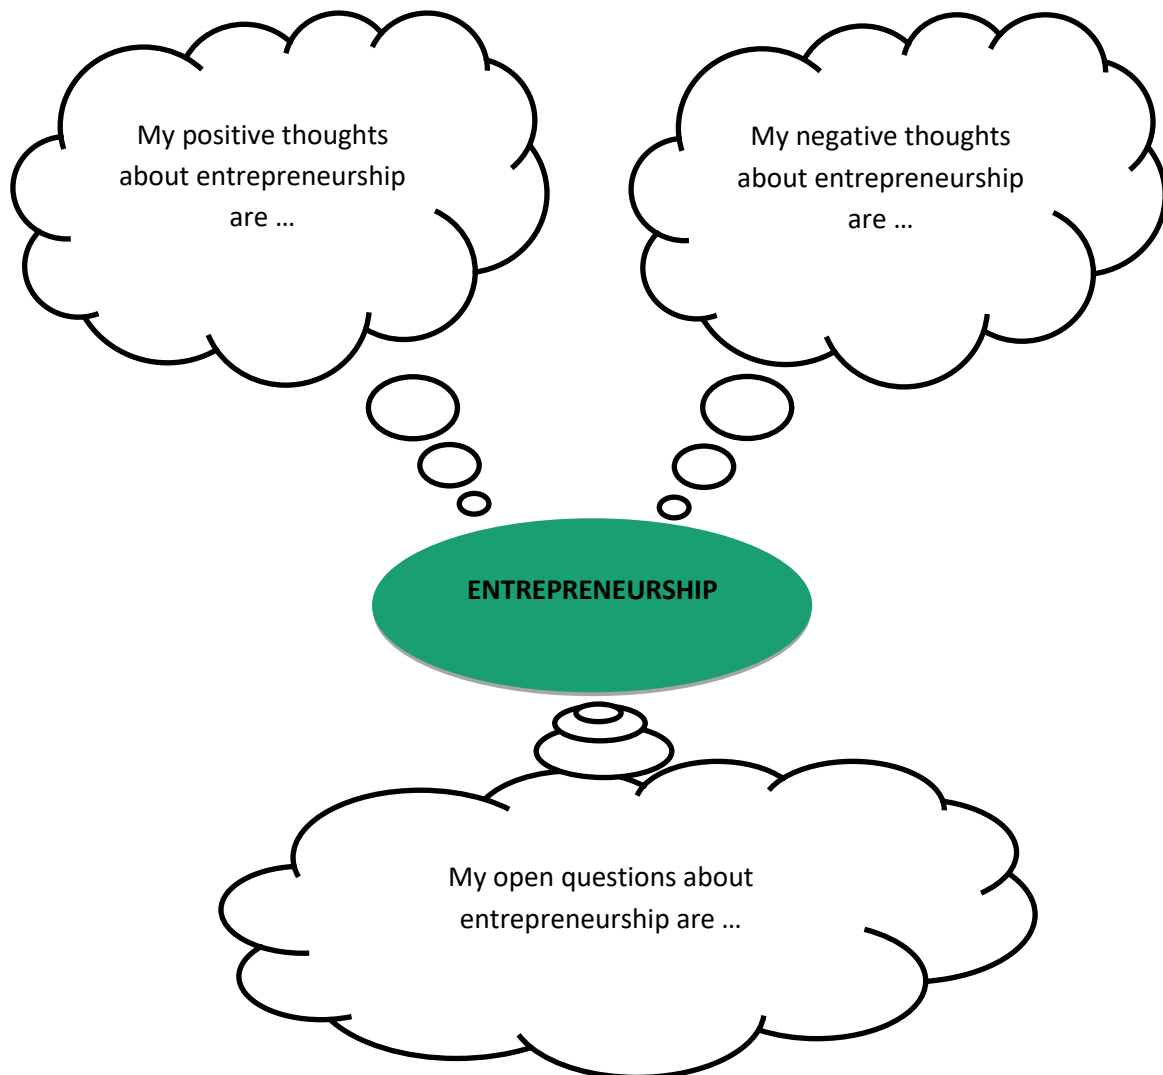 My positive thoughts
about entrepreneurship
are …
My negative thoughts
about entrepreneurship
are …
ENTREPRENEURSHIP
My open questions about
entrepreneurship are …